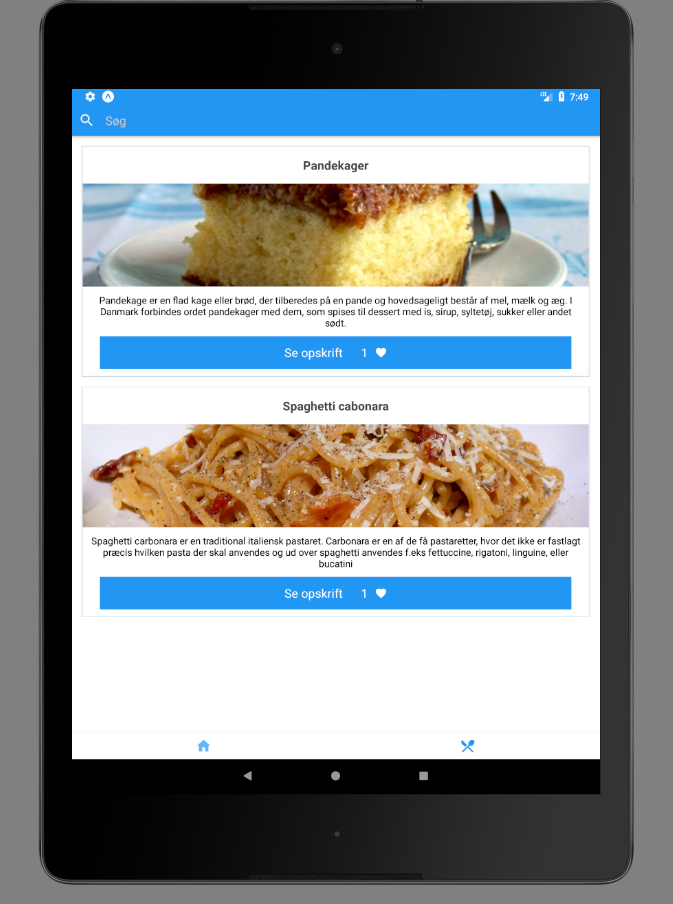 7:49
Søg
Pandekager
Pandekage er en flad kage eller brød, der tilberedes på en pande og hovedsageligt består af mel, mælk og æg. I
Danmark forbindes ordet pandekager med dem, som spises til dessert med is, sirup, syltetøj, sukker eller andet
sødt.
Se opskrift 1
Spaghetti cabonara
Spaghetti carbonara er en traditional italiensk pastaret. Carbonara er en af de få pastaretter, hvor det ikke er fastlagt
præcis hvilken pasta der skal anvendes og ud over spaghetti anvendes f.eks fettuccine, rigatoni, linguine, eller
bucatini
Se opskrift 1